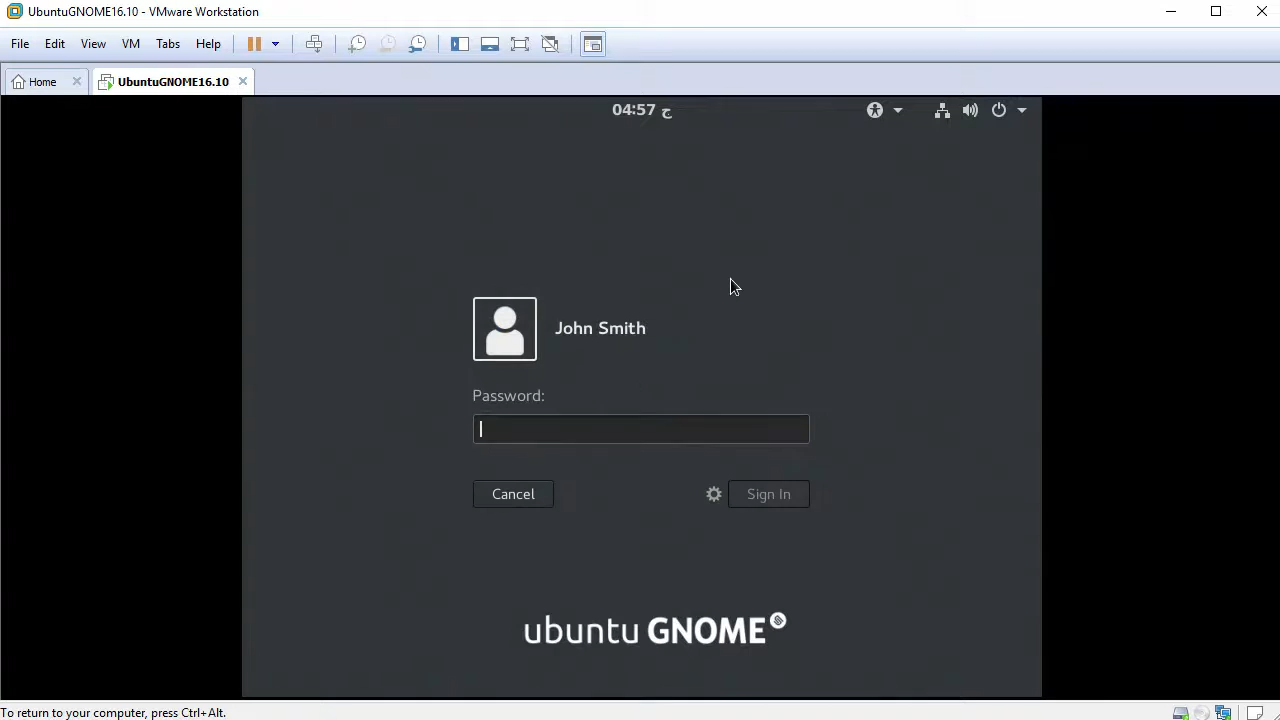 UbuntuGNOME16.10 - VMware Workstation
File Edit View VM Tabs Help
Home UbuntuGNOME16.10
04:57 ج
John Smith
Password:
Cancel Sign In
ubuntu GNOME
To return to your computer, press Ctrl+Alt.